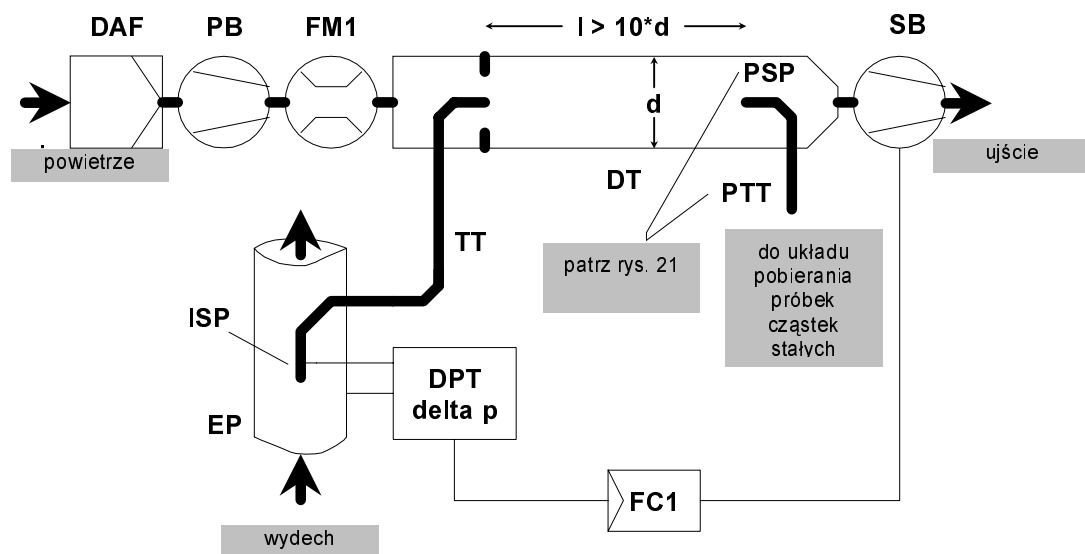 DAF
PB
FM1
l > 10*d
SB
PSP
d
powietrze
ujście
DT
PTT
TT
patrz rys. 21
do układu
pobierania
próbek
cząstek
stałych
ISP
DPT
delta p
EP
FC1
wydech